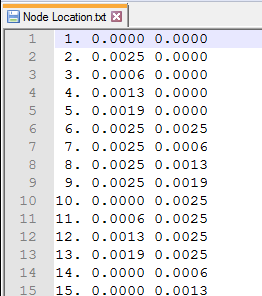 Node Location.txt
1 1. 0.0000 0.0000
2 2. 0.0025 0.0000
3 3. 0.0006 0.0000
4 4. 0.0013 0.0000
5 5. 0.0019 0.0000
6 6. 0.0025 0.0025
7 7. 0.0025 0.0006
8 8. 0.0025 0.0013
9 9. 0.0025 0.0019
10 10. 0.0000 0.0025
11 11. 0.0006 0.0025
12 12. 0.0013 0.0025
13 13. 0.0019 0.0025
14 14. 0.0000 0.0006
15 15. 0.0000 0.0013